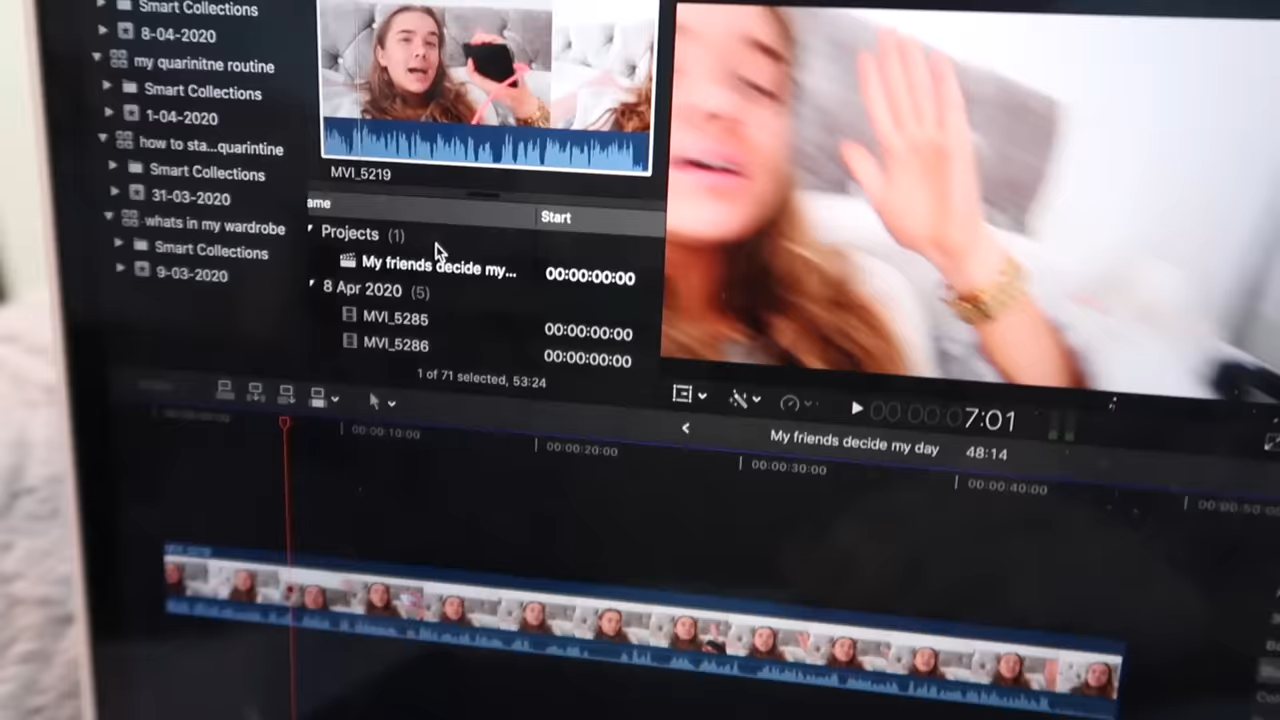 Smart Collections
8-04-2020
my quarinitne routine
Smart Collections
1-04-2020
how to sta...quarintine
Smart Collections
31-03-2020
whats in my wardrobe
Smart Collections
9-03-2020
MVI_5219
ame
Start
Projects (1)
My friends decide my...
00:00:00:00
8 Apr 2020 (5)
MVI_5285
00:00:00:00
MVI_5286
00:00:00:00
1 of 71 selected, 53:24
00:00:07:01
My friends decide my day
48:14
00:00:10:00
00:00:20:00
00:00:30:00
00:00:40:00
00:00:50:00